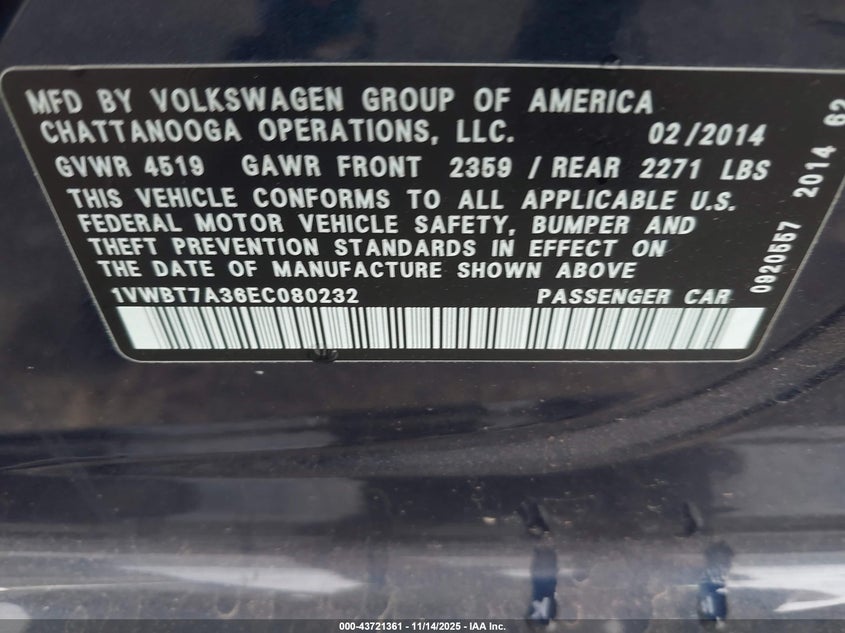 MFD BY VOLKSWAGEN GROUP OF AMERICA
CHATTANOOGA OPERATIONS, LLC. 02/2014
GVWR 4519 GAWR FRONT 2359 / REAR 2271 LBS
THIS VEHICLE CONFORMS TO ALL APPLICABLE U.S.
FEDERAL MOTOR VEHICLE SAFETY, BUMPER AND
THEFT PREVENTION STANDARDS IN EFFECT ON
THE DATE OF MANUFACTURE SHOWN ABOVE
1VWBT7A36EC080232 PASSENGER CAR
0920557 2014 62
000-43721361 - 11/14/2025 - IAA Inc.